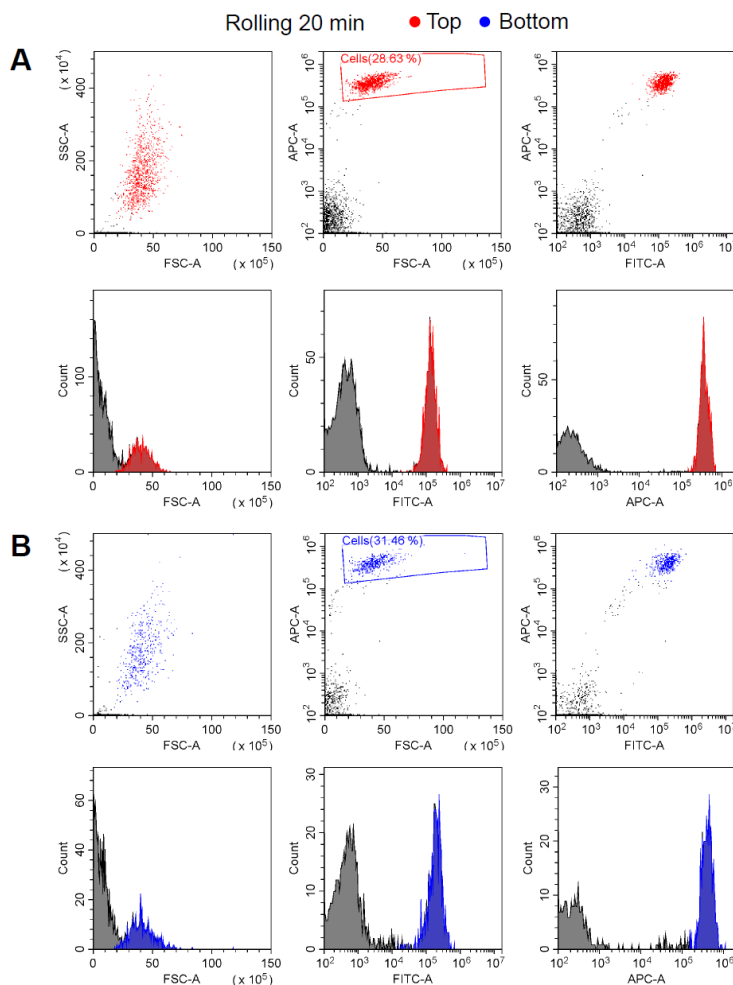 Rolling 20 min ● Top ● Bottom
A
SSC-A (x 10⁴)
400
200
0
0 50 100 150
FSC-A (x 10⁵)
Cells(28.63 %)
APC-A
10⁶
10⁵
10⁴
10³
10²
0 50 100 150
FSC-A (x 10⁵)
APC-A
10⁶
10⁵
10⁴
10³
10²
10² 10³ 10⁴ 10⁵ 10⁶ 10⁷
FITC-A
Count
100
0
0 50 100 150
FSC-A (x 10⁵)
Count
50
0
10² 10³ 10⁴ 10⁵ 10⁶ 10⁷
FITC-A
Count
50
0
10² 10³ 10⁴ 10⁵ 10⁶
APC-A
B
SSC-A (x 10⁴)
400
200
0
0 50 100 150
FSC-A (x 10⁵)
Cells(31.46 %)
APC-A
10⁶
10⁵
10⁴
10³
10²
0 50 100 150
FSC-A (x 10⁵)
APC-A
10⁶
10⁵
10⁴
10³
10²
10² 10³ 10⁴ 10⁵ 10⁶ 10⁷
FITC-A
Count
60
40
20
0
0 50 100 150
FSC-A (x 10⁵)
Count
30
20
10
0
10² 10³ 10⁴ 10⁵ 10⁶ 10⁷
FITC-A
Count
30
20
10
0
10² 10³ 10⁴ 10⁵ 10⁶
APC-A